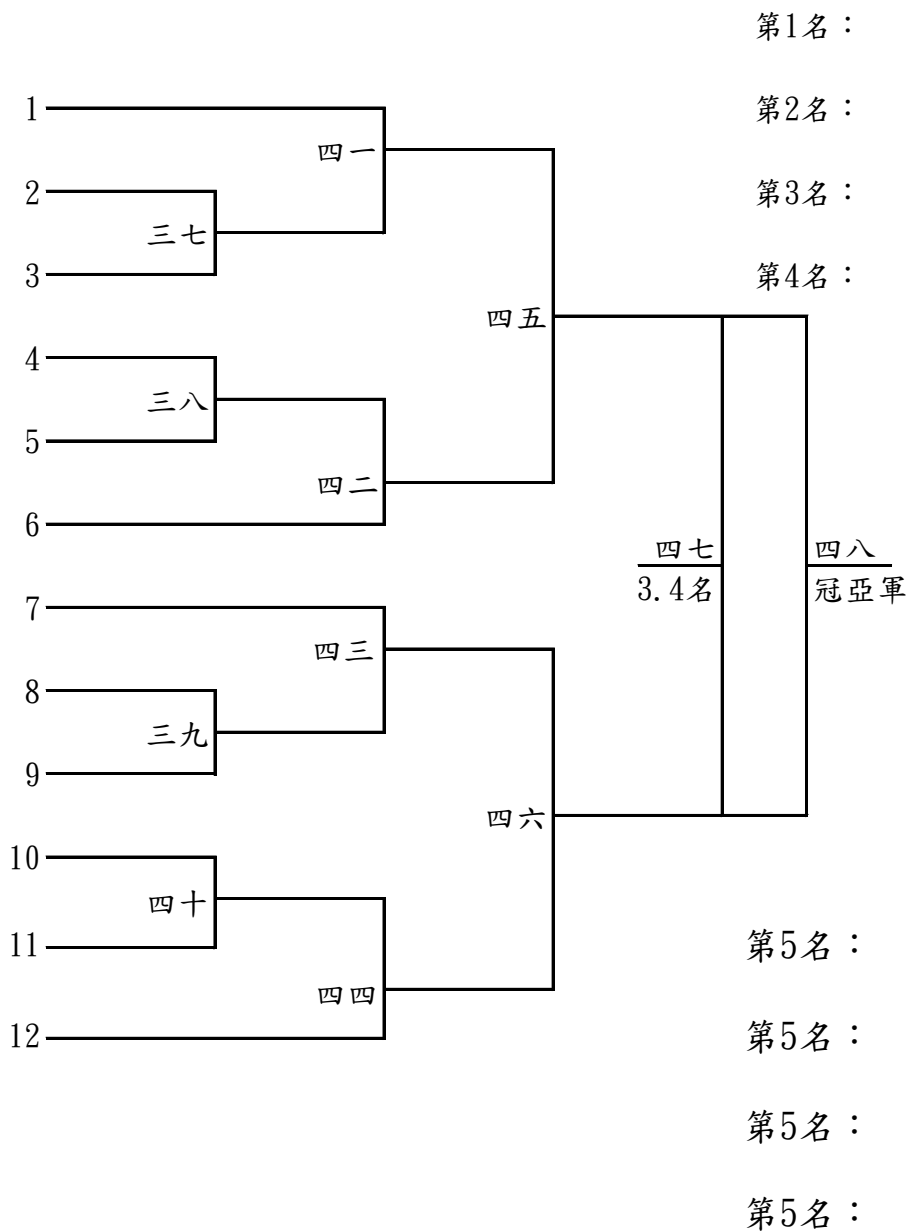 第1名：
1
第2名：
四一
2
第3名：
三七
3
第4名：
四五
4
三八
5
四二
6
四七
四八
3.4名
冠亞軍
7
四三
8
三九
9
四六
10
四十
11
第5名：
四四
12
第5名：
第5名：
第5名：